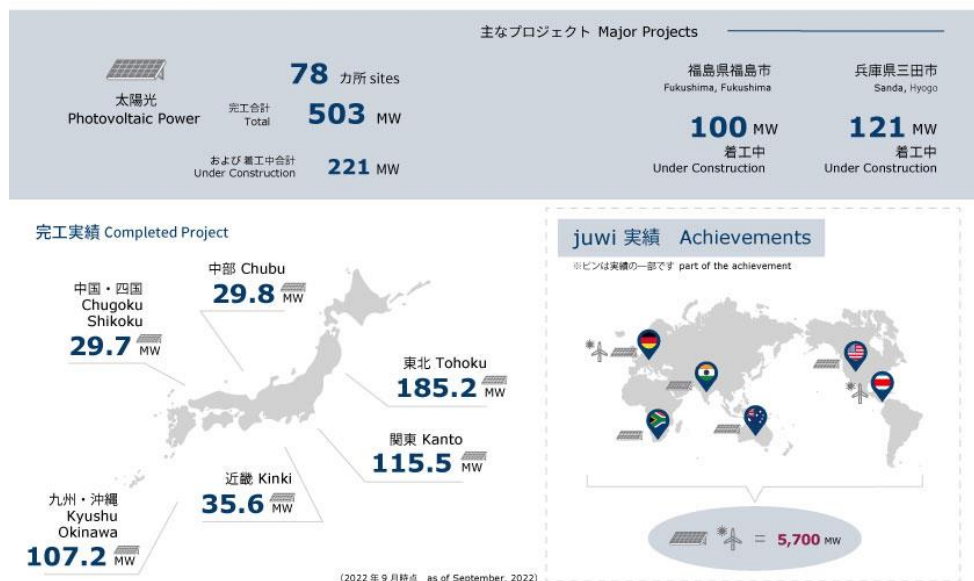 主なプロジェクト Major Projects
太陽光
Photovoltaic Power
78 カ所 sites
完工合計
Total
503 MW
および 着工中合計
Under Construction
221 MW
福島県福島市
Fukushima, Fukushima
100 MW
着工中
Under Construction
兵庫県三田市
Sanda, Hyogo
121 MW
着工中
Under Construction
完工実績 Completed Project
中部 Chubu
29.8 MW
中国・四国
Chugoku
Shikoku
29.7 MW
東北 Tohoku
185.2 MW
関東 Kanto
115.5 MW
近畿 Kinki
35.6 MW
九州・沖縄
Kyushu
Okinawa
107.2 MW
(2022 年 9 月時点 as of September, 2022)
juwi 実績 Achievements
※ピンは実績の一部です part of the achievement
= 5,700 MW